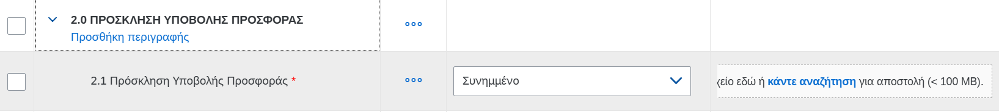 2.0 ΠΡΟΣΚΛΗΣΗ ΥΠΟΒΟΛΗΣ ΠΡΟΣΦΟΡΑΣ
Προσθήκη περιγραφής
2.1 Πρόσκληση Υποβολής Προσφοράς *
Συνημμένο
εδώ ή κάντε αναζήτηση για αποστολή (< 100 MB).